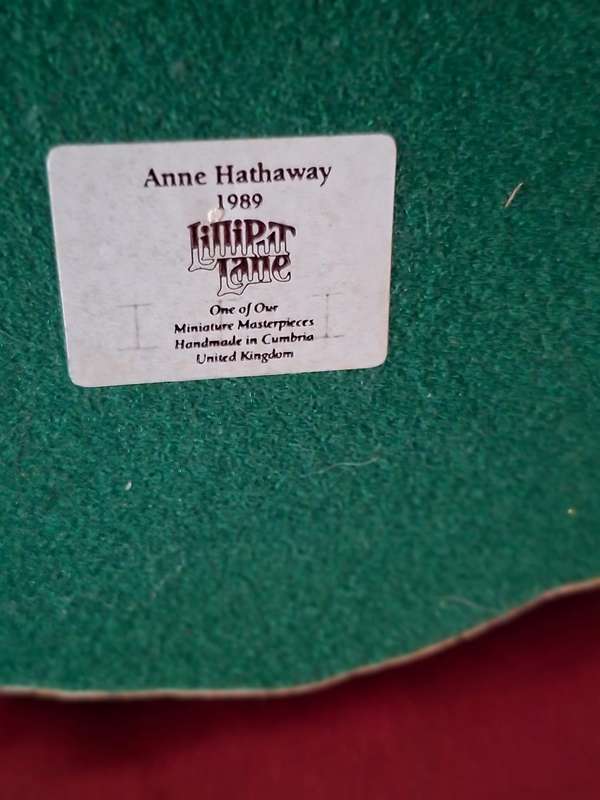 Anne Hathaway
1989
Lilliput
Lane
One of Our
Miniature Masterpieces
Handmade in Cumbria
United Kingdom